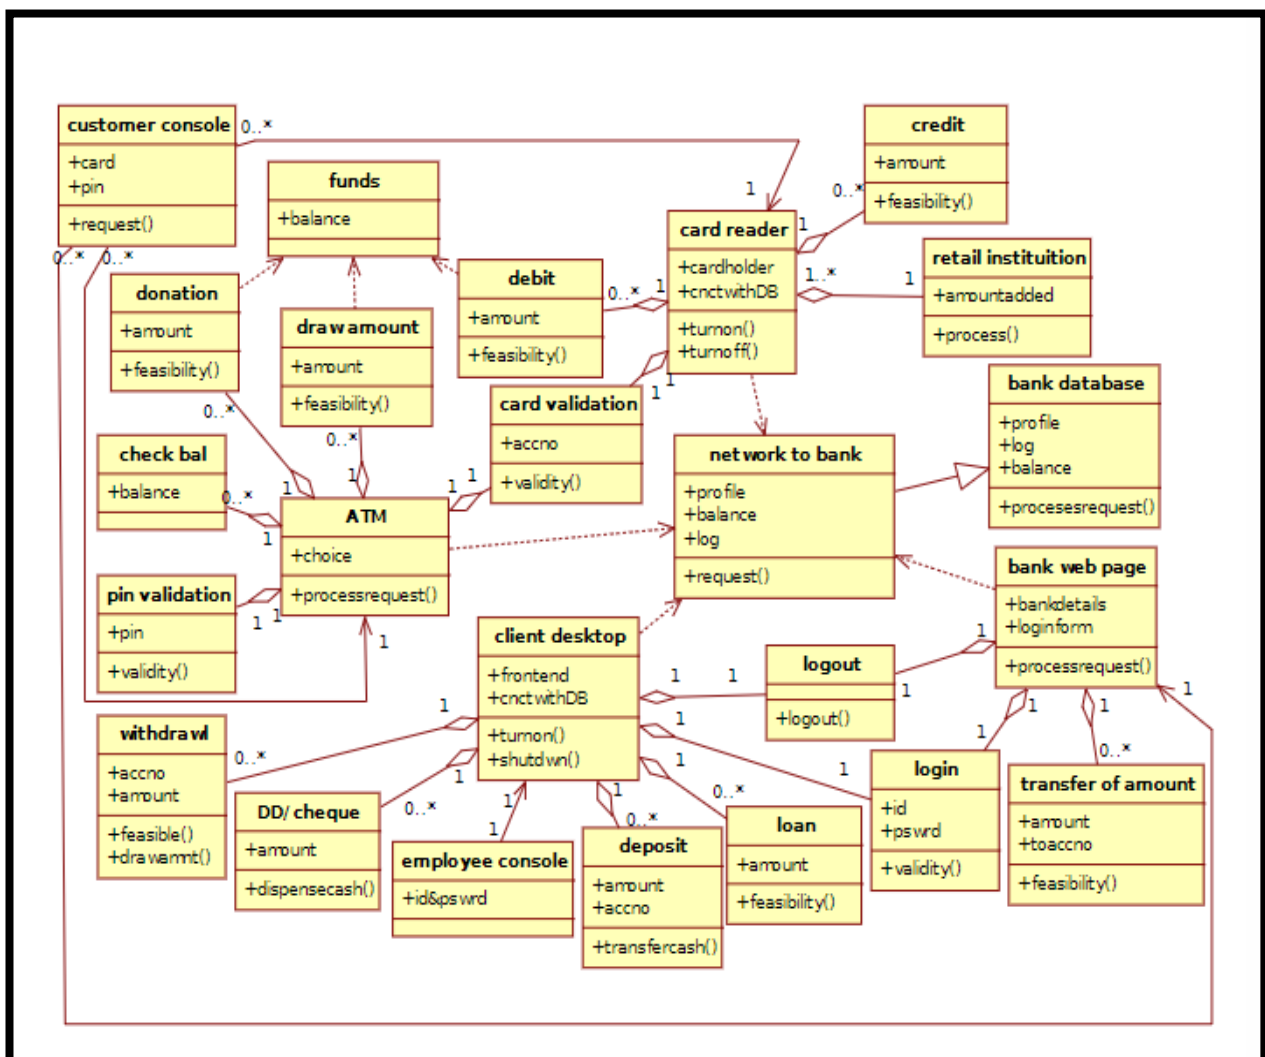 customer console
+card
+pin
+request()
0..*
0..*
0..*
funds
+balance
credit
+amount
+feasibility()
0..*
1
1
card reader
+cardholder
+cnctwithDB
+turnon()
+turnoff()
1..*
1
retail instituition
+amountadded
+process()
donation
+amount
+feasibility()
0..*
drawamount
+amount
+feasibility()
0..*
debit
+amount
+feasibility()
0..*
1
1
1
card validation
+accno
+validity()
1
1
bank database
+profile
+log
+balance
+procesesrequest()
network to bank
+profile
+balance
+log
+request()
check bal
+balance
0..*
1
1
1
ATM
+choice
+processrequest()
1
pin validation
+pin
+validity()
1
1
bank web page
+bankdetails
+loginform
+processrequest()
1
1
1
1
1
1
0..*
client desktop
+frontend
+cnctwithDB
+turnon()
+shutdwn()
1
1
1
1
1
1
1
1
1
1
logout
+logout()
withdrawl
+accno
+amount
+feasible()
+drawamnt()
0..*
DD/cheque
+amount
+dispensecash()
0..*
employee console
+id&pswrd
deposit
+amount
+accno
+transfercash()
0..*
loan
+amount
+feasibility()
0..*
login
+id
+pswrd
+validity()
transfer of amount
+amount
+toaccno
+feasibility()